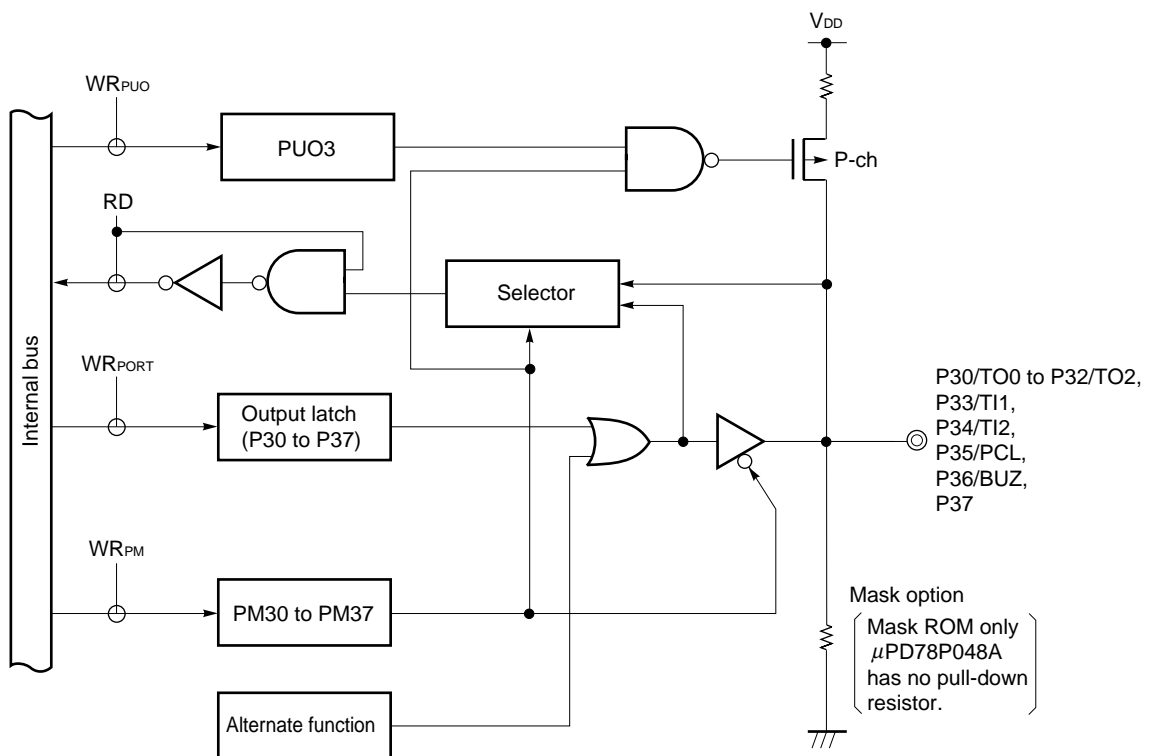 VDD
WRPUO
PUO3
P-ch
RD
Selector
Internal bus
WRPORT
Output latch
(P30 to P37)
P30/TO0 to P32/TO2,
P33/TI1,
P34/TI2,
P35/PCL,
P36/BUZ,
P37
WRPM
PM30 to PM37
Mask option
Mask ROM only
μPD78P048A
has no pull-down
resistor.
Alternate function